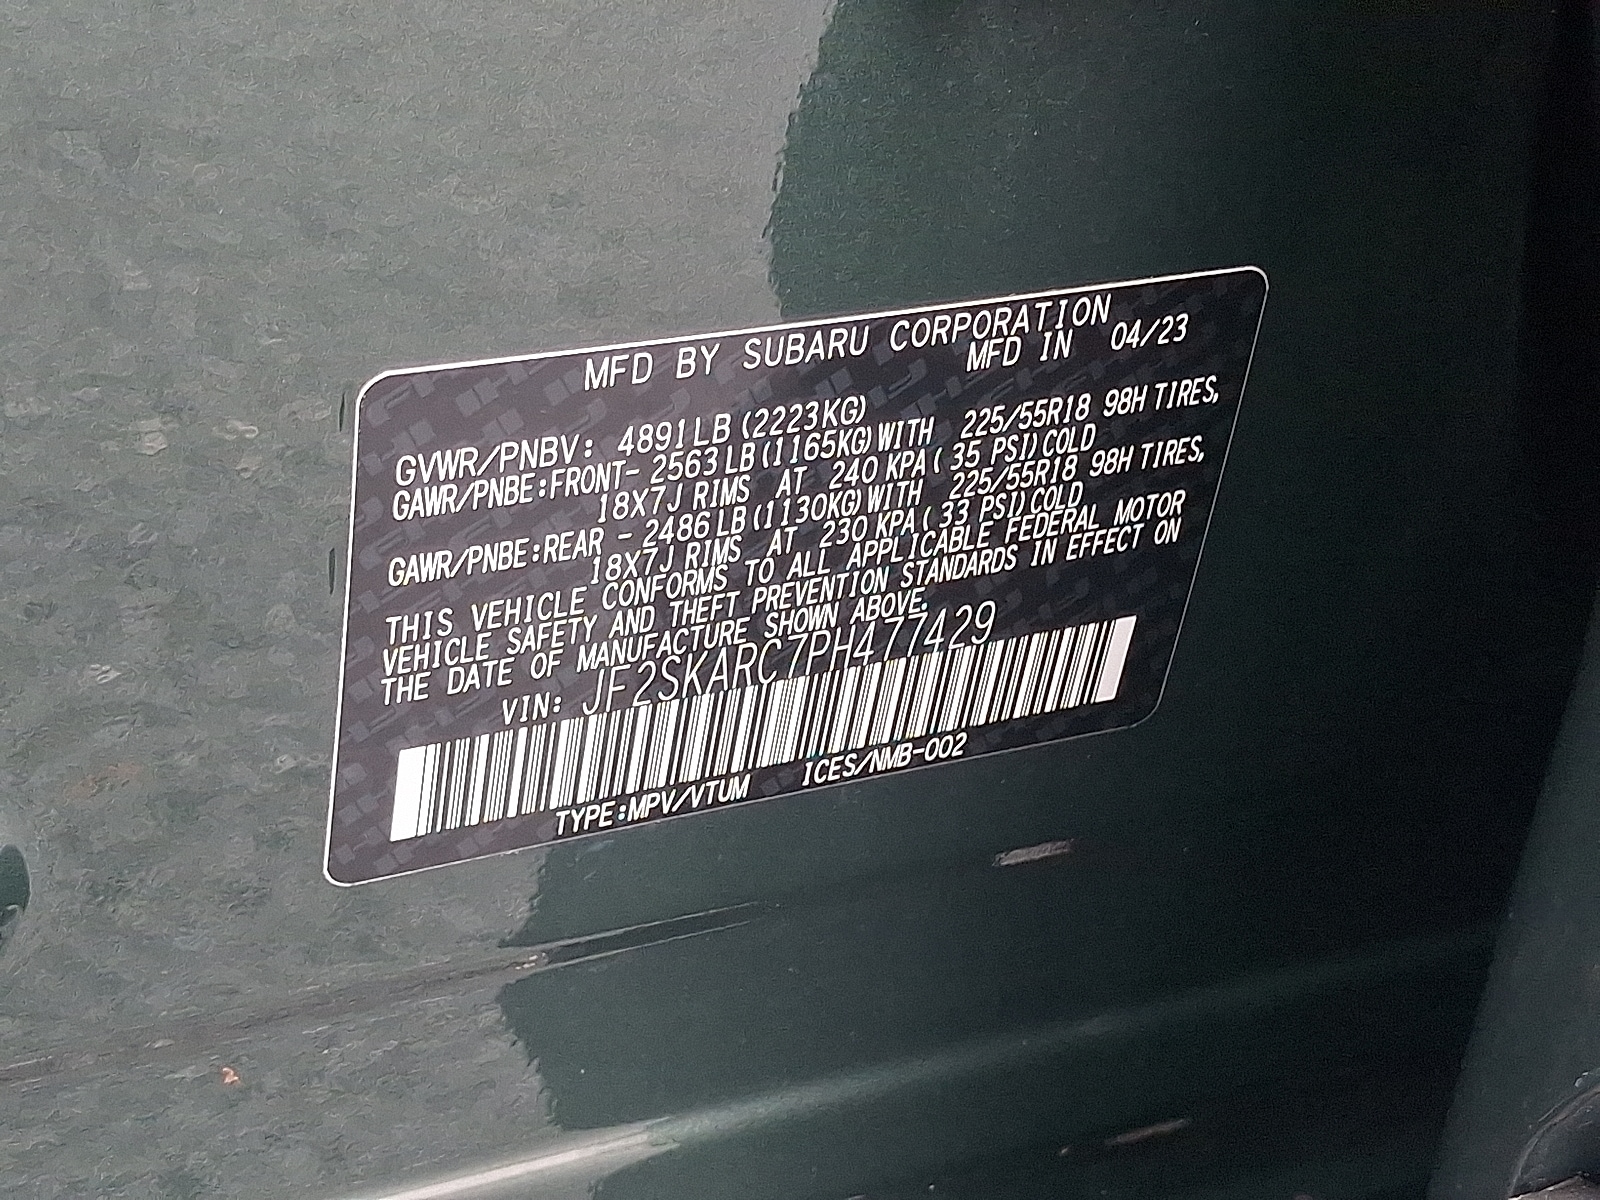 MFD BY SUBARU CORPORATION
MFD IN 04/23
GVWR/PNBV: 4891LB (2223KG)
GAWR/PNBE:FRONT- 2563LB(1165KG)WITH 225/55R18 98H TIRES,
18X7J RIMS AT 240 KPA( 35 PSI)COLD
GAWR/PNBE:REAR - 2486LB(1130KG)WITH 225/55R18 98H TIRES,
18X7J RIMS AT 230 KPA( 33 PSI)COLD
THIS VEHICLE CONFORMS TO ALL APPLICABLE FEDERAL MOTOR
VEHICLE SAFETY AND THEFT PREVENTION STANDARDS IN EFFECT ON
THE DATE OF MANUFACTURE SHOWN ABOVE.
VIN: JF2SKARC7PH477429
TYPE:MPV/VTUM ICES/NMB-002